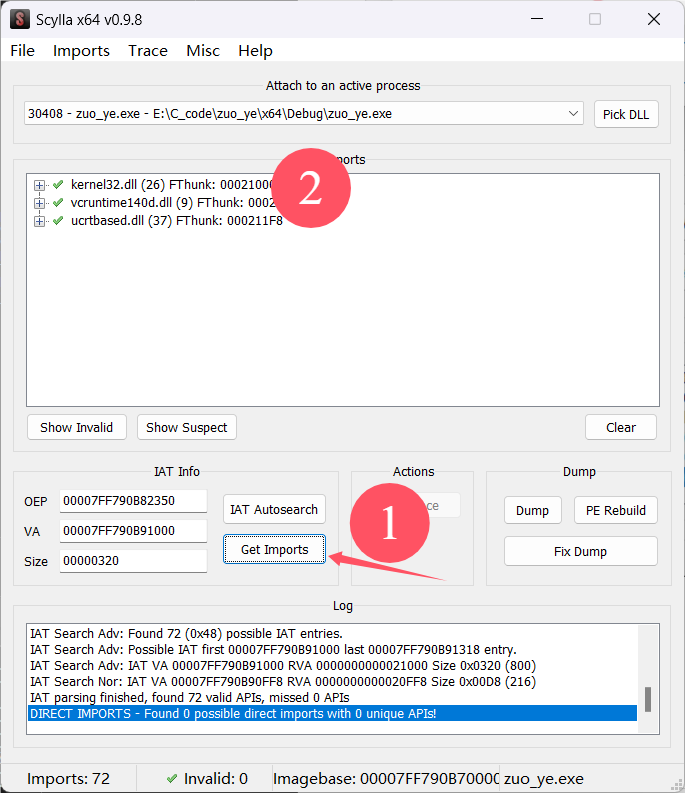 Scylla x64 v0.9.8
File Imports Trace Misc Help
Attach to an active process
30408 - zuo_ye.exe - E:\C_code\zuo_ye\x64\Debug\zuo_ye.exe
Pick DLL
ports
kernel32.dll (26) FThunk: 00021000
vcruntime140d.dll (9) FThunk: 0002
ucrtbased.dll (37) FThunk: 000211F8
2
Show Invalid
Show Suspect
Clear
IAT Info
OEP 00007FF790B82350
VA 00007FF790B91000
Size 00000320
IAT Autosearch
Get Imports
Actions
ce
1
Dump
Dump
PE Rebuild
Fix Dump
Log
IAT Search Adv: Found 72 (0x48) possible IAT entries.
IAT Search Adv: Possible IAT first 00007FF790B91000 last 00007FF790B91318 entry.
IAT Search Adv: IAT VA 00007FF790B91000 RVA 0000000000021000 Size 0x0320 (800)
IAT Search Nor: IAT VA 00007FF790B90FF8 RVA 0000000000020FF8 Size 0x00D8 (216)
IAT parsing finished, found 72 valid APIs, missed 0 APIs
DIRECT IMPORTS - Found 0 possible direct imports with 0 unique APIs!
Imports: 72
Invalid: 0
Imagebase: 00007FF790B70000
zuo_ye.exe